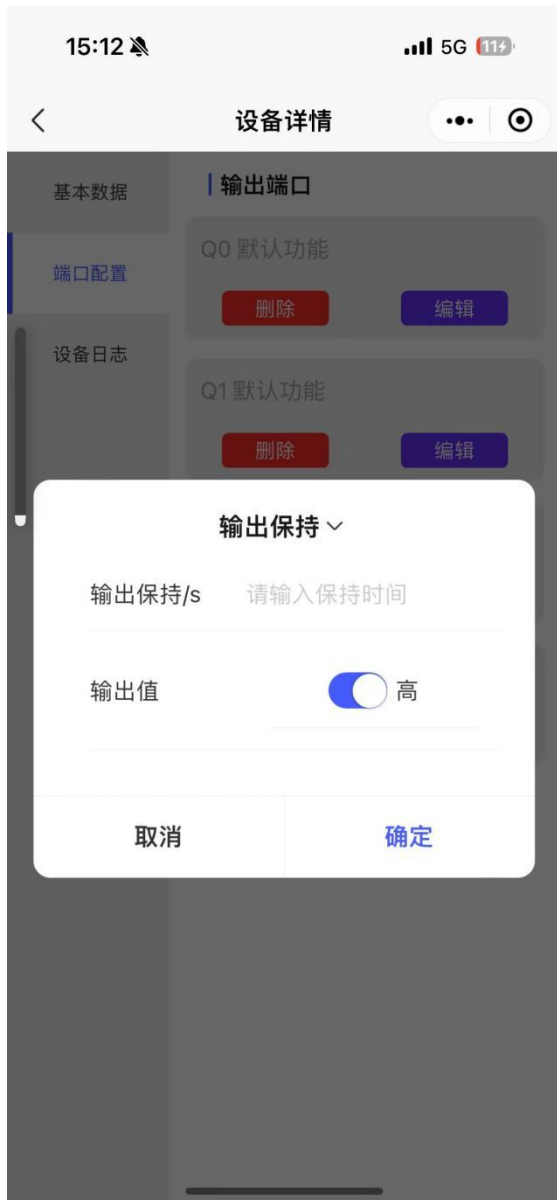 15:12
5G 11
设备详情
基本数据
端口配置
设备日志
输出端口
Q0 默认功能
删除 编辑
Q1 默认功能
删除 编辑
输出保持
输出保持/s 请输入保持时间
输出值 高
取消 确定